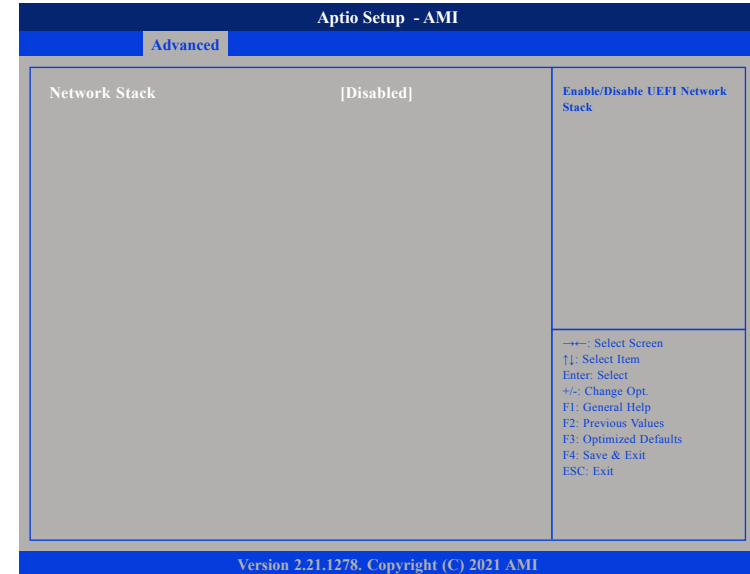 Aptio Setup - AMI
Advanced
Network Stack [Disabled]
Enable/Disable UEFI Network
Stack
→←: Select Screen
↑↓: Select Item
Enter: Select
+/-: Change Opt.
F1: General Help
F2: Previous Values
F3: Optimized Defaults
F4: Save & Exit
ESC: Exit
Version 2.21.1278. Copyright (C) 2021 AMI